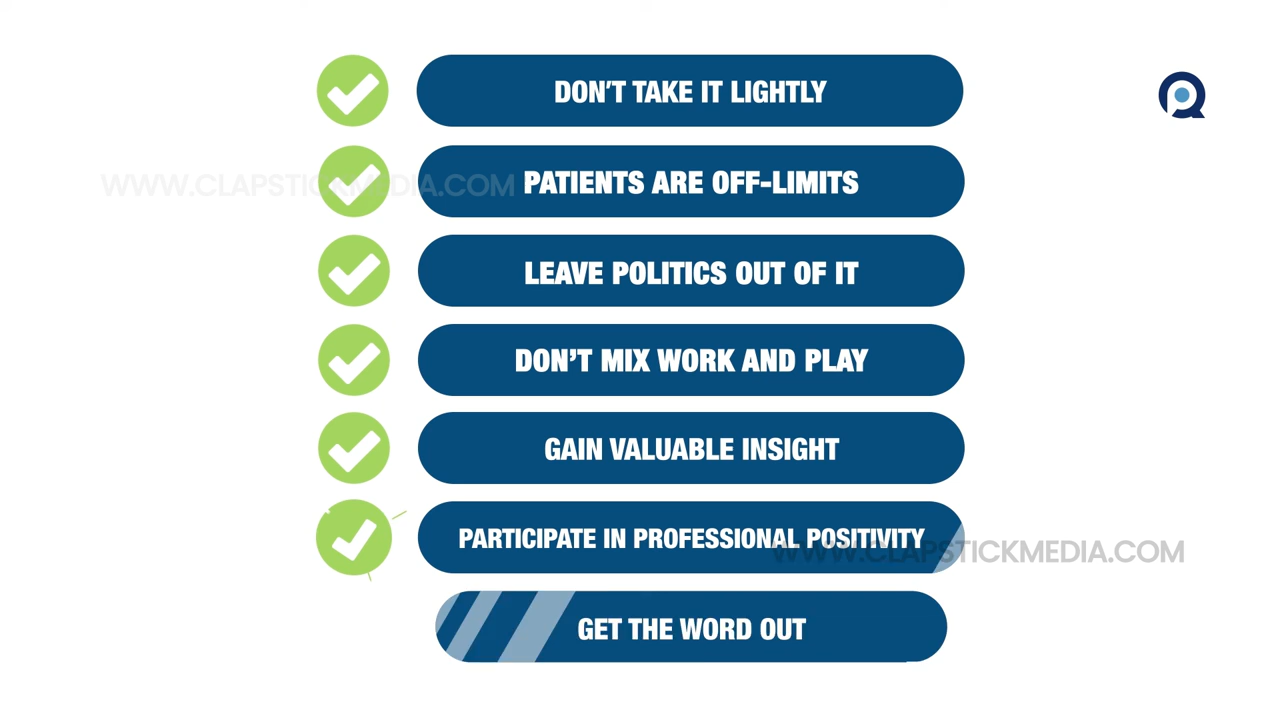 DON'T TAKE IT LIGHTLY
WWW.CLAPSTICKMEDIA.COM
PATIENTS ARE OFF-LIMITS
LEAVE POLITICS OUT OF IT
DON'T MIX WORK AND PLAY
GAIN VALUABLE INSIGHT
PARTICIPATE IN PROFESSIONAL POSITIVITY
WWW.CLAPSTICKMEDIA.COM
GET THE WORD OUT